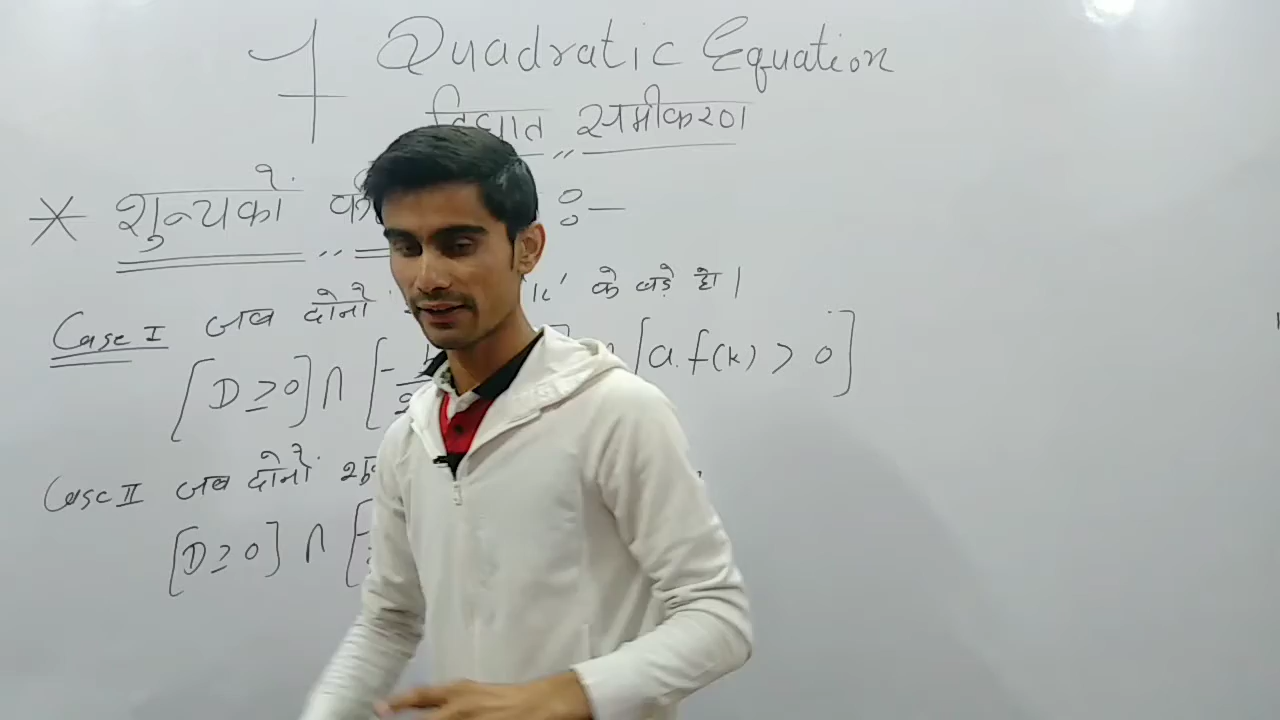 Quadratic Equation
द्विघात समीकरण
* शुन्यकों :-
Case I जब दोनों 'k' के बड़े हो।
[D ≥ 0] ∩ [- [a.f(k) > 0]
Case II जब दोनों
[D ≥ 0] ∩ [-